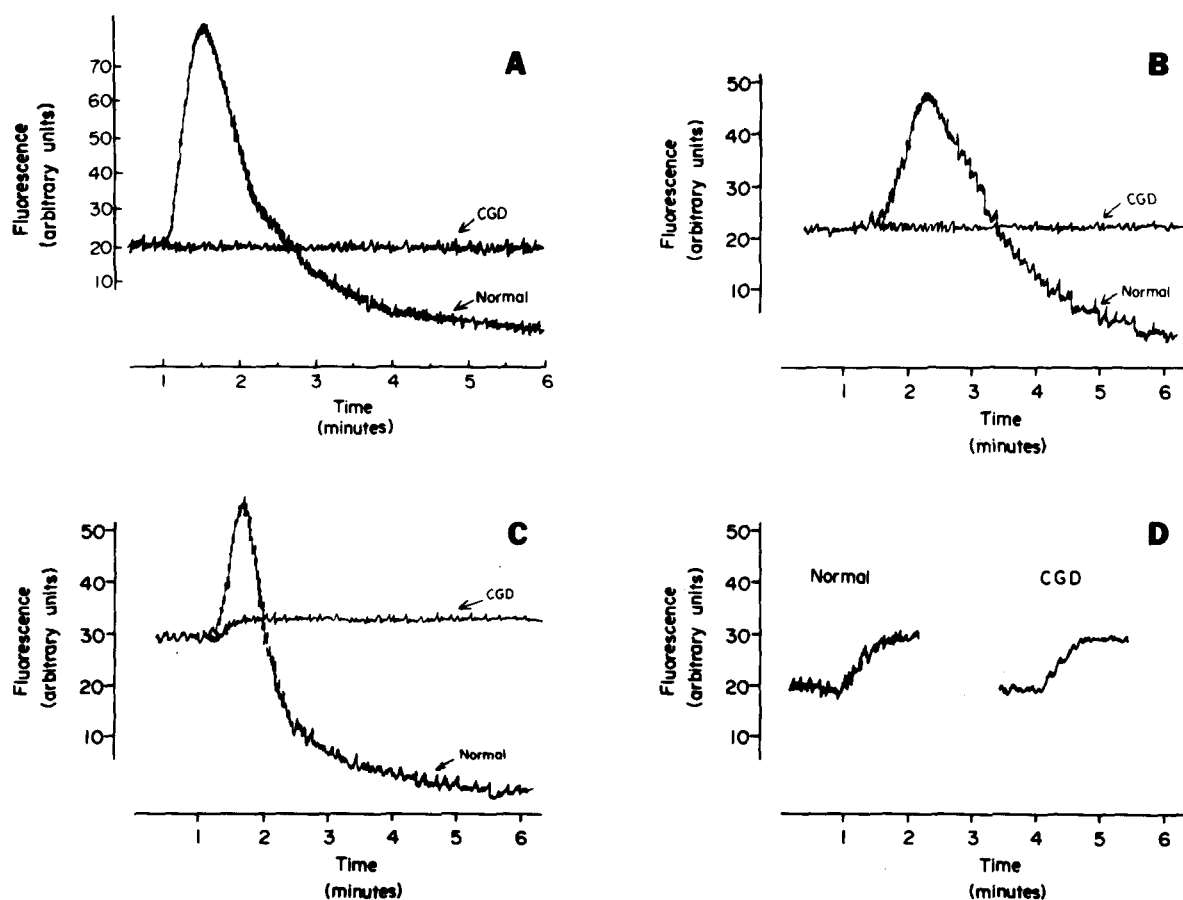 A
Fluorescence
(arbitrary units)
70
60
50
40
30
20
10
CGD
Normal
1 2 3 4 5 6
Time
(minutes)
B
Fluorescence
(arbitrary units)
50
40
30
20
10
CGD
Normal
1 2 3 4 5 6
Time
(minutes)
C
Fluorescence
(arbitrary units)
50
40
30
20
10
CGD
Normal
1 2 3 4 5 6
Time
(minutes)
D
Fluorescence
(arbitrary units)
50
40
30
20
10
Normal
CGD
1 2 3 4 5 6
Time
(minutes)